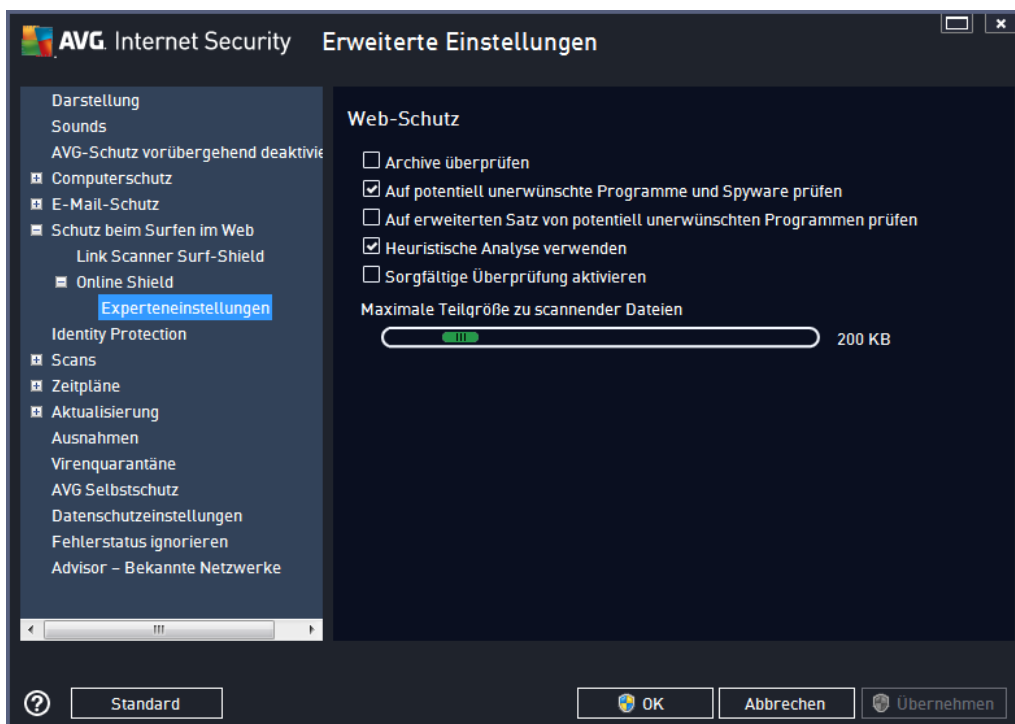 AVG. Internet Security Erweiterte Einstellungen
Darstellung
Sounds
AVG-Schutz vorübergehend deaktivie
Computerschutz
E-Mail-Schutz
Schutz beim Surfen im Web
Link Scanner Surf-Shield
Online Shield
Experteneinstellungen
Identity Protection
Scans
Zeitpläne
Aktualisierung
Ausnahmen
Virenquarantäne
AVG Selbstschutz
Datenschutzeinstellungen
Fehlerstatus ignorieren
Advisor – Bekannte Netzwerke
Web-Schutz
Archive überprüfen
Auf potentiell unerwünschte Programme und Spyware prüfen
Auf erweiterten Satz von potentiell unerwünschten Programmen prüfen
Heuristische Analyse verwenden
Sorgfältige Überprüfung aktivieren
Maximale Teilgröße zu scannender Dateien
200 KB
Standard
OK
Abbrechen
Übernehmen